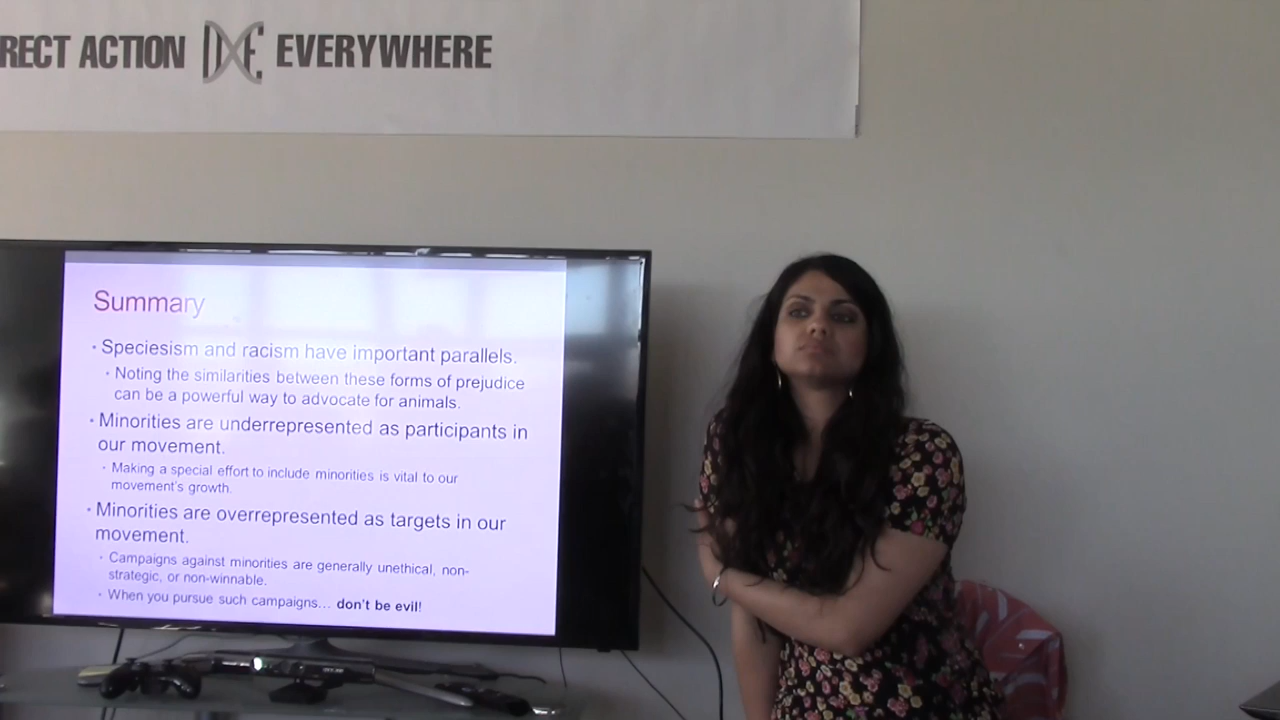 RECT ACTION DXE EVERYWHERE
Summary
• Speciesism and racism have important parallels.
• Noting the similarities between these forms of prejudice
can be a powerful way to advocate for animals.
• Minorities are underrepresented as participants in
our movement.
• Making a special effort to include minorities is vital to our
movement's growth.
• Minorities are overrepresented as targets in our
movement.
• Campaigns against minorities are generally unethical, non-
strategic, or non-winnable.
• When you pursue such campaigns... don't be evil!